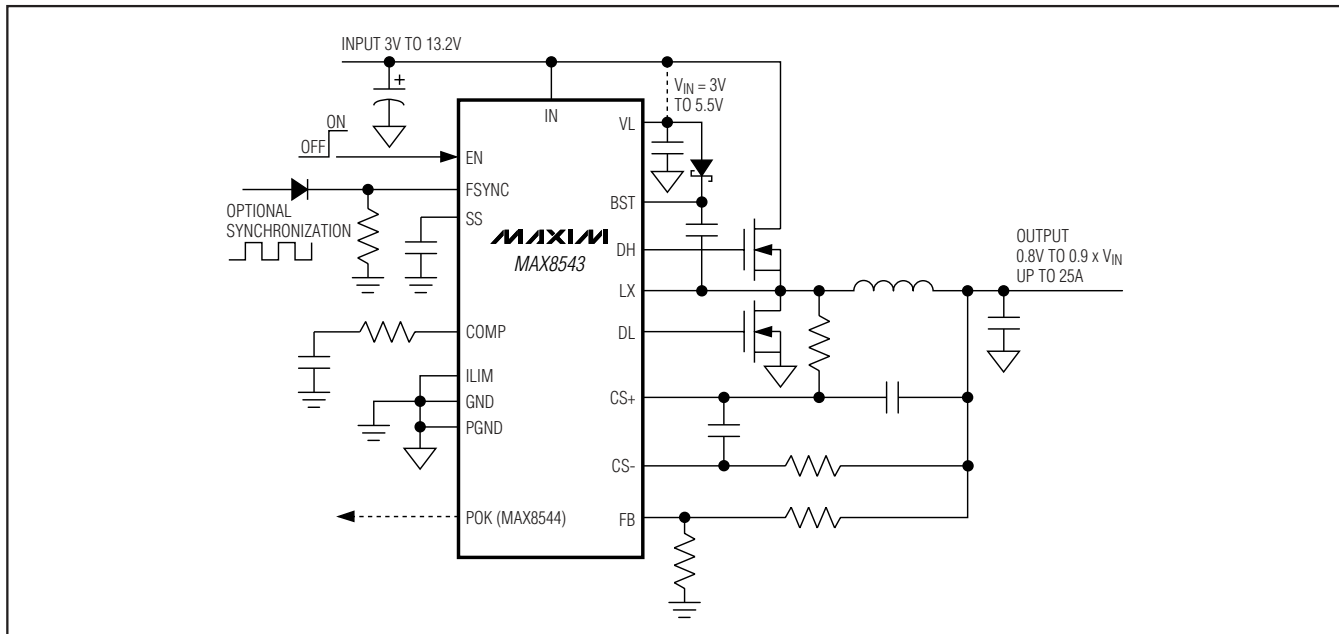 INPUT 3V TO 13.2V
V_IN = 3V
TO 5.5V
IN
VL
ON
OFF
EN
FSYNC
OPTIONAL
SYNCHRONIZATION
SS
BST
MAXIM
MAX8543
DH
OUTPUT
0.8V TO 0.9 x V_IN
UP TO 25A
LX
COMP
DL
ILIM
GND
CS+
PGND
CS-
POK (MAX8544)
FB